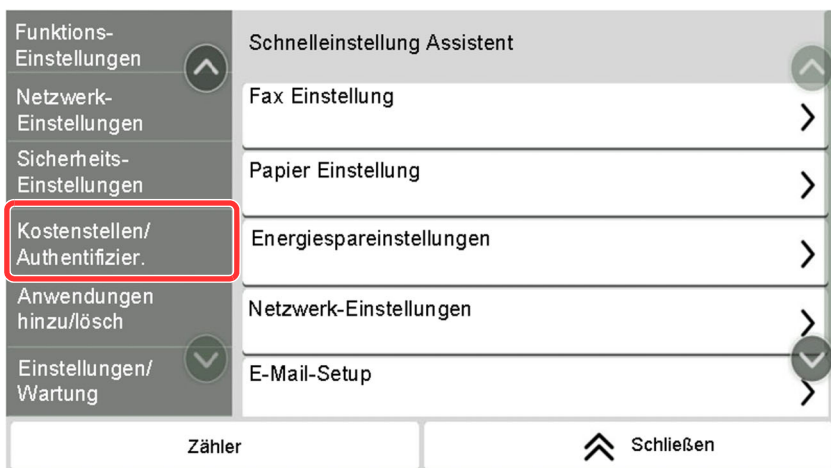 Funktions-
Einstellungen
Netzwerk-
Einstellungen
Sicherheits-
Einstellungen
Kostenstellen/
Authentifizier.
Anwendungen
hinzu/lösch
Einstellungen/
Wartung
Schnelleinstellung Assistent
Fax Einstellung
Papier Einstellung
Energiespareinstellungen
Netzwerk-Einstellungen
E-Mail-Setup
Zähler
Schließen